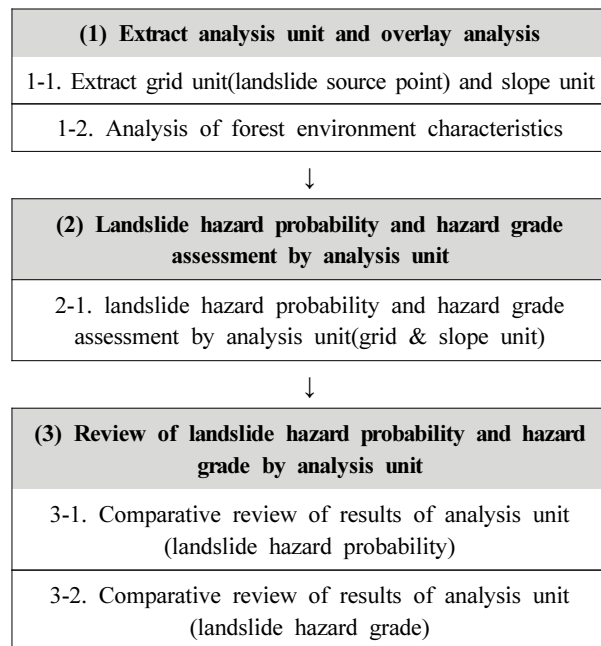 (1) Extract analysis unit and overlay analysis
1-1. Extract grid unit(landslide source point) and slope unit
1-2. Analysis of forest environment characteristics
↓
(2) Landslide hazard probability and hazard grade
assessment by analysis unit
2-1. landslide hazard probability and hazard grade
assessment by analysis unit(grid & slope unit)
↓
(3) Review of landslide hazard probability and hazard
grade by analysis unit
3-1. Comparative review of results of analysis unit
(landslide hazard probability)
3-2. Comparative review of results of analysis unit
(landslide hazard grade)